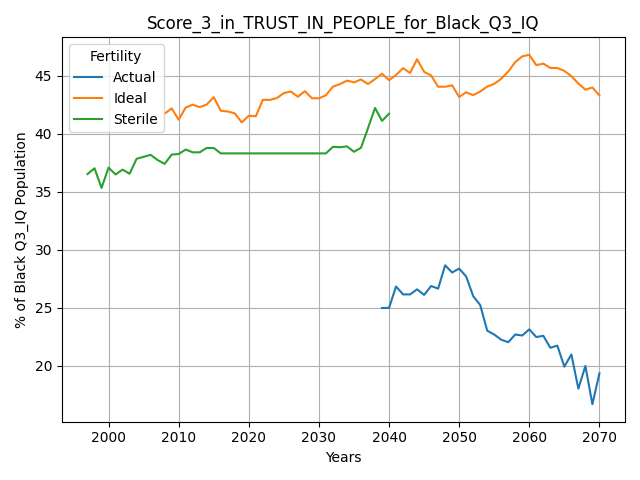 Score_3_in_TRUST_IN_PEOPLE_for_Black_Q3_IQ
Fertility
Actual
Ideal
Sterile
% of Black Q3_IQ Population
45
40
35
30
25
20
2000 2010 2020 2030 2040 2050 2060 2070
Years